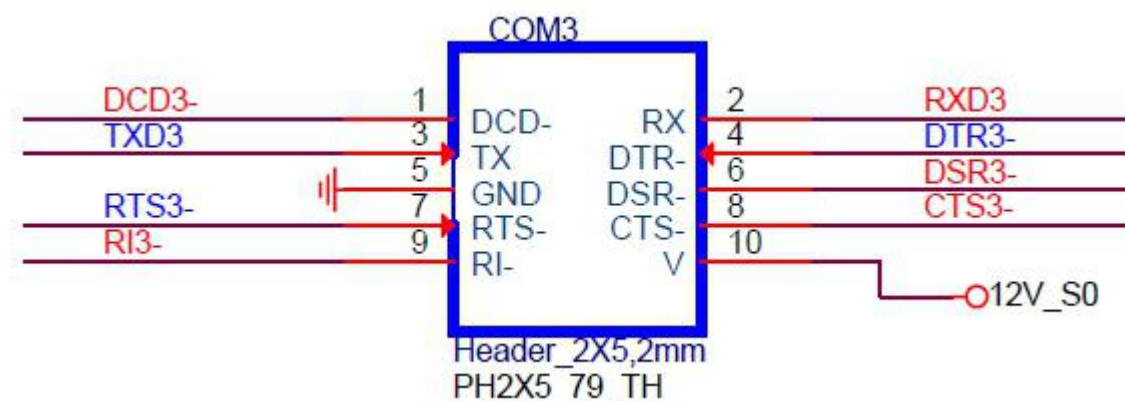 COM3
DCD3- 1 DCD- RX 2 RXD3
TXD3 3 TX DTR- 4 DTR3-
5 GND DSR- 6 DSR3-
RTS3- 7 RTS- CTS- 8 CTS3-
RI3- 9 RI- V 10
12V_S0
Header_2X5,2mm
PH2X5_79_TH